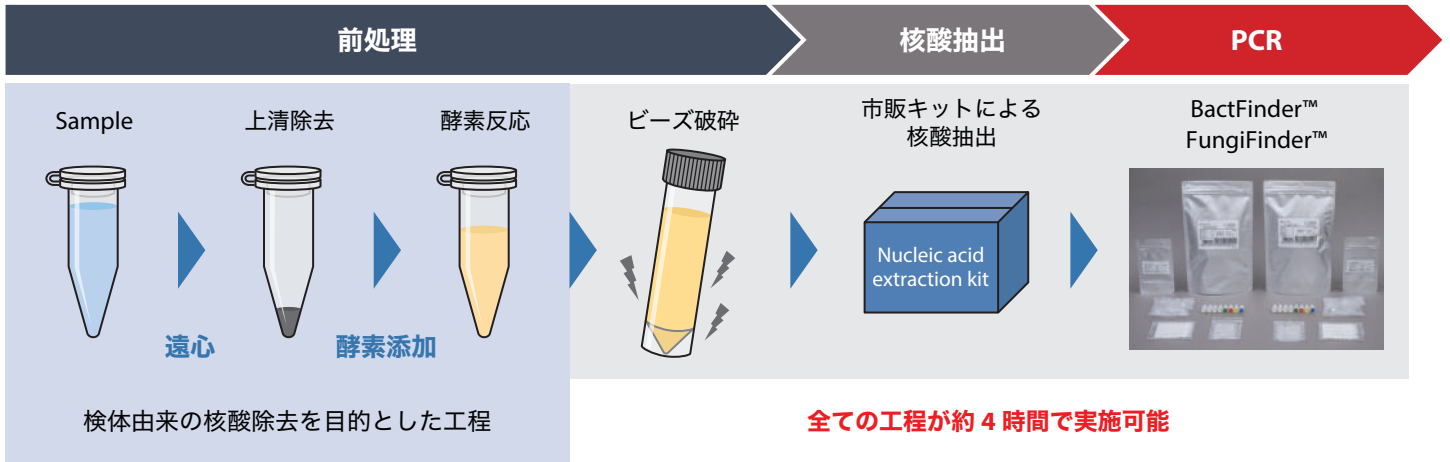 前処理
核酸抽出
PCR
Sample
上清除去
酵素反応
ビーズ破砕
市販キットによる
核酸抽出
BactFinder™
FungiFinder™
Nucleic acid
extraction kit
遠心
酵素添加
検体由来の核酸除去を目的とした工程
全ての工程が約 4 時間で実施可能